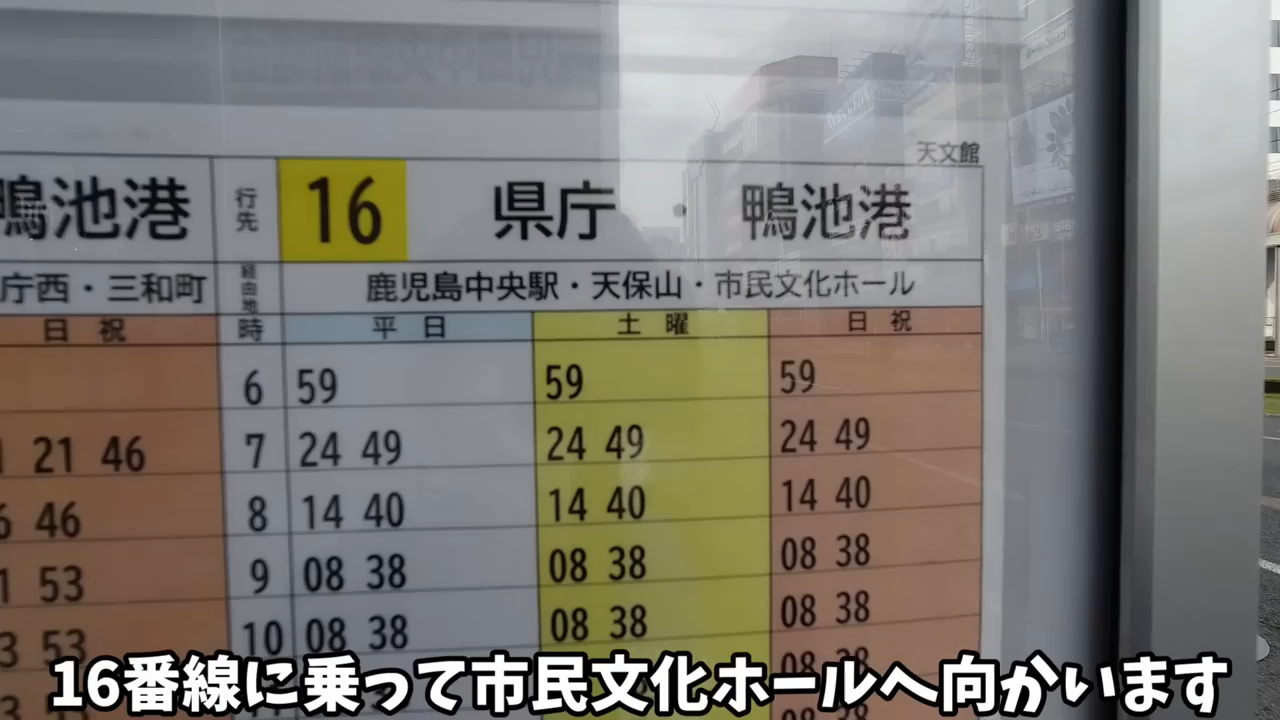 天文館
鴨池港 行先 16 県庁・鴨池港
庁西・三和町 経由地 鹿児島中央駅・天保山・市民文化ホール
日祝 時 平日 土曜 日祝
6 59 59 59
21 46 7 24 49 24 49 24 49
46 8 14 40 14 40 14 40
53 9 08 38 08 38 08 38
53 10 08 38 08 38 08 38
08 38
16番線に乗って市民文化ホールへ向かいます